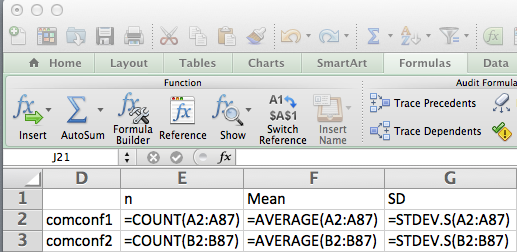 Home Layout Tables Charts SmartArt Formulas Data
Function Audit Formula
Insert AutoSum Formula Builder Reference Show Switch Reference Insert Name Trace Precedents
A1 $A$1 Trace Dependents
J21 fx
D E F G
1 n Mean SD
2 comconf1 =COUNT(A2:A87) =AVERAGE(A2:A87) =STDEV.S(A2:A87)
3 comconf2 =COUNT(B2:B87) =AVERAGE(B2:B87) =STDEV.S(B2:B87)